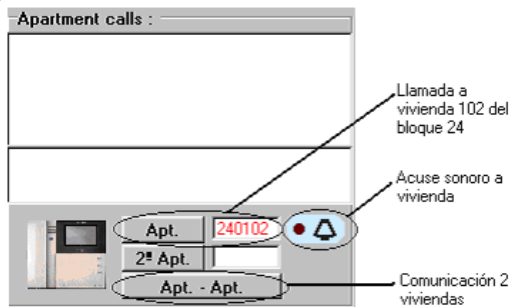 Apartment calls :
Llamada a
vivienda 102 del
bloque 24
Acuse sonoro a
vivienda
Apt.
240102
2ª Apt.
Apt. - Apt.
Comunicación 2
viviendas